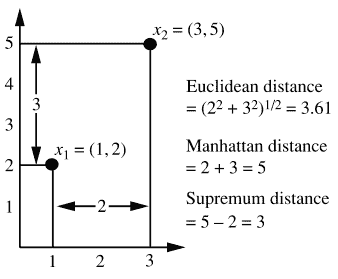 x₂ = (3, 5)
5
4
3
3
x₁ = (1, 2)
2
2
1
1
2
3
Euclidean distance
= (2² + 3²)¹/² = 3.61
Manhattan distance
= 2 + 3 = 5
Supremum distance
= 5 – 2 = 3